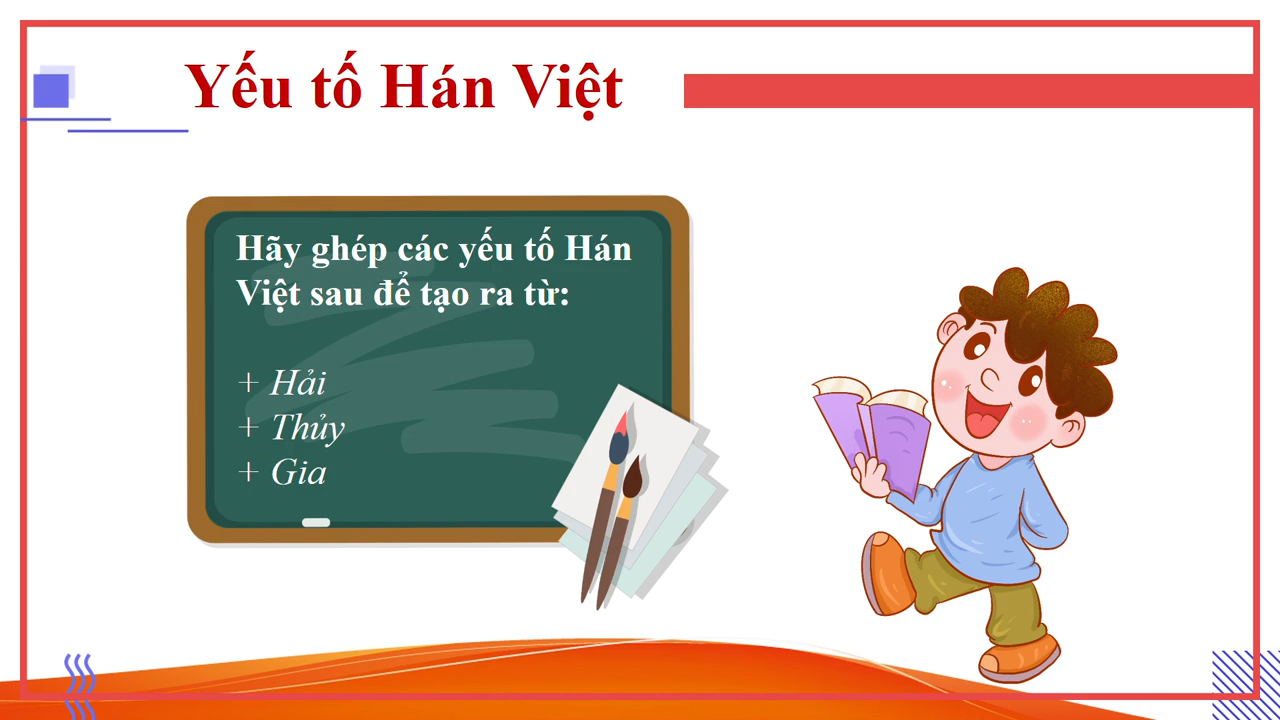 Yếu tố Hán Việt
Hãy ghép các yếu tố Hán
Việt sau để tạo ra từ:
+ Hải
+ Thủy
+ Gia